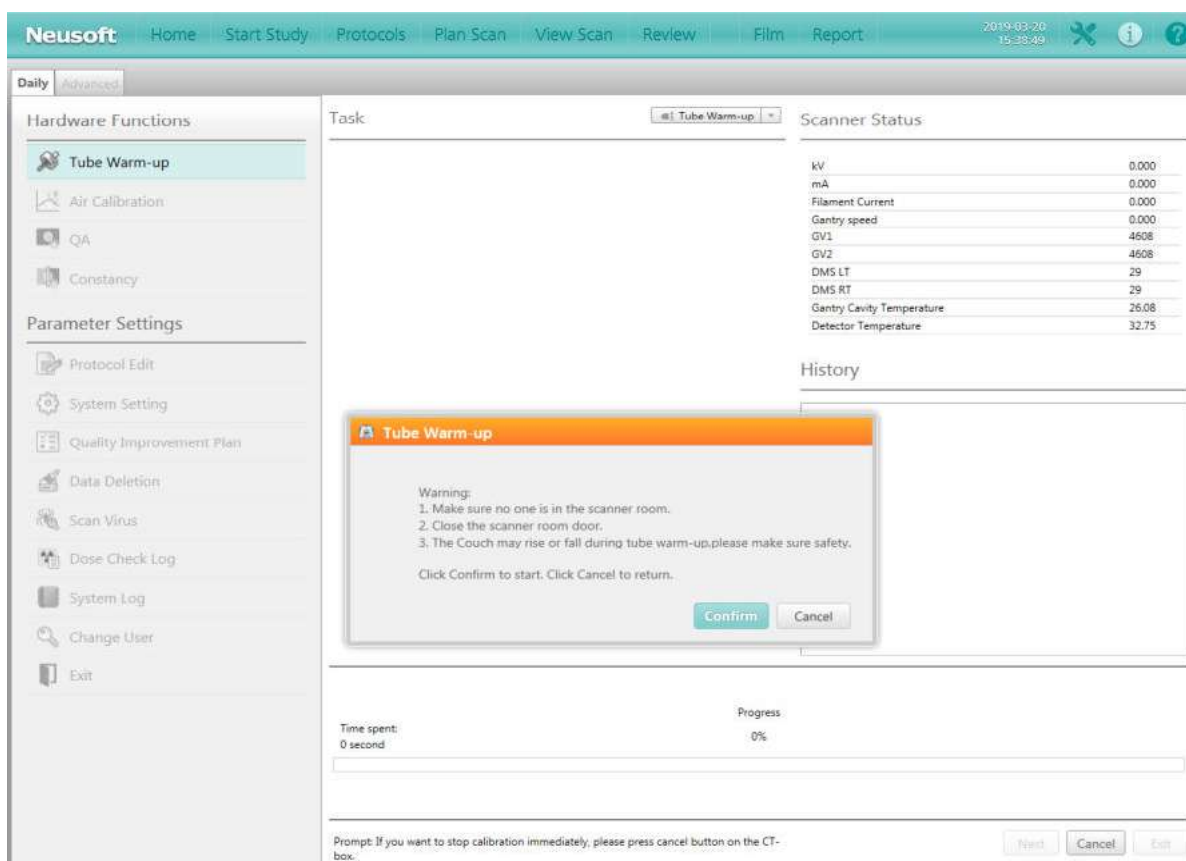 Neusoft Home Start Study Protocols Plan Scan View Scan Review Film Report
2019-03-20
15:38:49
Daily Advanced
Hardware Functions
Tube Warm-up
Air Calibration
QA
Constancy
Parameter Settings
Protocol Edit
System Setting
Quality Improvement Plan
Data Deletion
Scan Virus
Dose Check Log
System Log
Change User
Exit
Task
Tube Warm-up
Scanner Status
kV 0.000
mA 0.000
Filament Current 0.000
Gantry speed 0.000
GV1 4608
GV2 4608
DMS LT 29
DMS RT 29
Gantry Cavity Temperature 26.08
Detector Temperature 32.75
History
Tube Warm-up
Warning:
1. Make sure no one is in the scanner room.
2. Close the scanner room door.
3. The Couch may rise or fall during tube warm-up,please make sure safety.
Click Confirm to start. Click Cancel to return.
Confirm Cancel
Time spent:
0 second
Progress
0%
Prompt: If you want to stop calibration immediately, please press cancel button on the CT-
box.
Next Cancel Exit